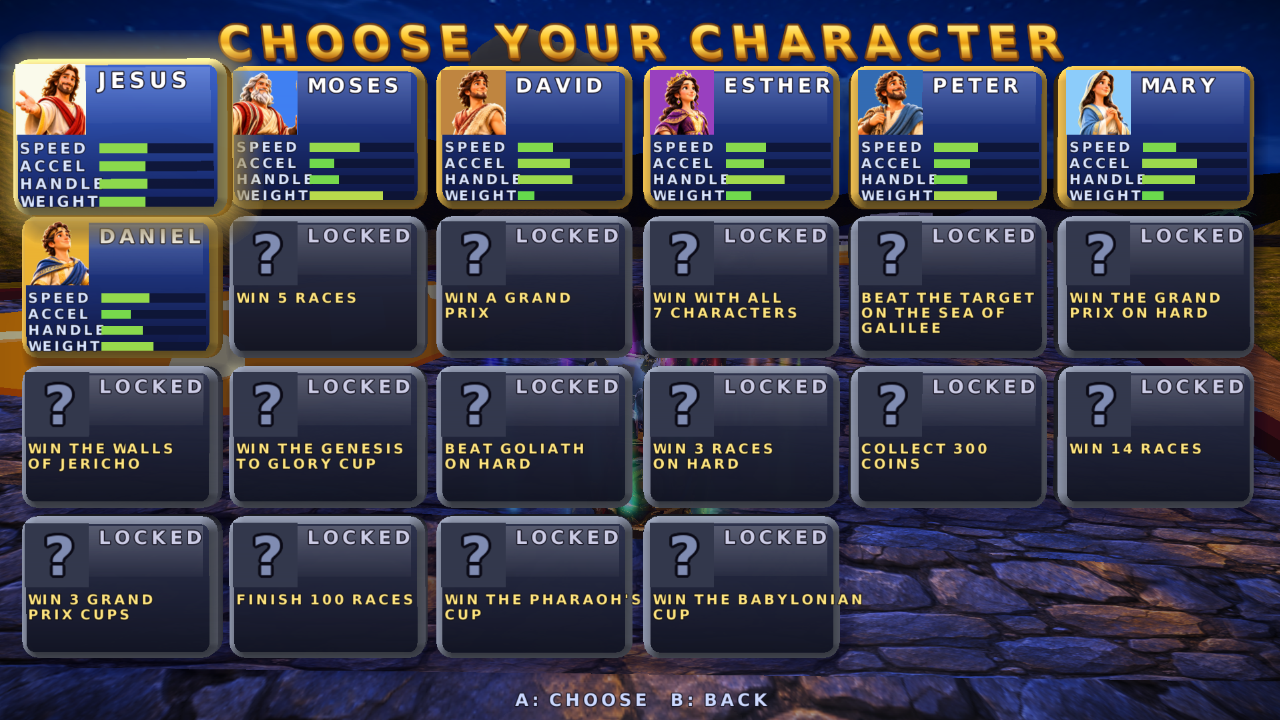 CHOOSE YOUR CHARACTER
JESUS
SPEED
ACCEL
HANDLE
WEIGHT
MOSES
SPEED
ACCEL
HANDLE
WEIGHT
DAVID
SPEED
ACCEL
HANDLE
WEIGHT
ESTHER
SPEED
ACCEL
HANDLE
WEIGHT
PETER
SPEED
ACCEL
HANDLE
WEIGHT
MARY
SPEED
ACCEL
HANDLE
WEIGHT
DANIEL
SPEED
ACCEL
HANDLE
WEIGHT
?
LOCKED
WIN 5 RACES
?
LOCKED
WIN A GRAND
PRIX
?
LOCKED
WIN WITH ALL
7 CHARACTERS
?
LOCKED
BEAT THE TARGET
ON THE SEA OF
GALILEE
?
LOCKED
WIN THE GRAND
PRIX ON HARD
?
LOCKED
WIN THE WALLS
OF JERICHO
?
LOCKED
WIN THE GENESIS
TO GLORY CUP
?
LOCKED
BEAT GOLIATH
ON HARD
?
LOCKED
WIN 3 RACES
ON HARD
?
LOCKED
COLLECT 300
COINS
?
LOCKED
WIN 14 RACES
?
LOCKED
WIN 3 GRAND
PRIX CUPS
?
LOCKED
FINISH 100 RACES
?
LOCKED
WIN THE PHARAOH'S
CUP
?
LOCKED
WIN THE BABYLONIAN
CUP
A: CHOOSE B: BACK